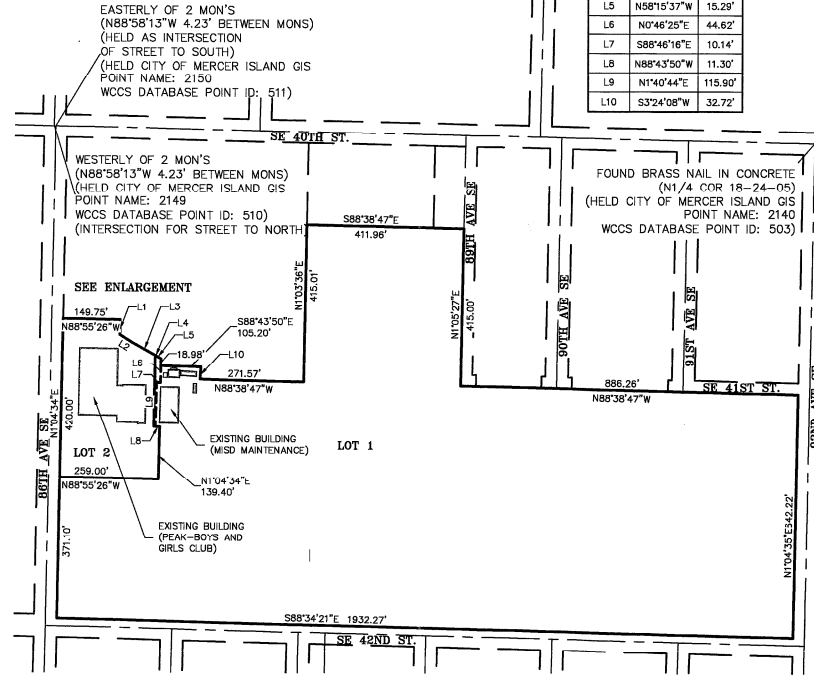 EASTERLY OF 2 MON'S
(N88°58'13"W 4.23' BETWEEN MONS)
(HELD AS INTERSECTION
OF STREET TO SOUTH)
(HELD CITY OF MERCER ISLAND GIS
POINT NAME: 2150
WCCS DATABASE POINT ID: 511)
L5 N58°15'37"W 15.29'
L6 N0°46'25"E 44.62'
L7 S88°46'16"E 10.14'
L8 N88°43'50"W 11.30'
L9 N1°40'44"E 115.90'
L10 S3°24'08"W 32.72'
SE 40TH ST.
WESTERLY OF 2 MON'S
(N88°58'13"W 4.23' BETWEEN MONS)
(HELD CITY OF MERCER ISLAND GIS
POINT NAME: 2149
WCCS DATABASE POINT ID: 510)
(INTERSECTION FOR STREET TO NORTH)
FOUND BRASS NAIL IN CONCRETE
(N1/4 COR 18-24-05)
(HELD CITY OF MERCER ISLAND GIS
POINT NAME: 2140
WCCS DATABASE POINT ID: 503)
S88°38'47"E
411.96'
89TH AVE SE
N1°03'36"E
415.01'
N1°05'27"E
415.00'
90TH AVE SE
91ST AVE SE
SEE ENLARGEMENT
149.75'
N88°55'26"W
L1
L3
L2
L4
L5
S88°43'50"E
105.20'
18.98'
L6
L10
L7
271.57'
N88°38'47"W
886.26'
N88°38'47"W
SE 41ST ST.
N1°04'34"E
420.00'
L9
L8
86TH AVE SE
EXISTING BUILDING
(MISD MAINTENANCE)
LOT 1
LOT 2
259.00'
N88°55'26"W
N1°04'34"E
139.40'
EXISTING BUILDING
(PEAK-BOYS AND
GIRLS CLUB)
371.10'
N1°04'35"E 642.22'
S88°34'21"E 1932.27'
SE 42ND ST.